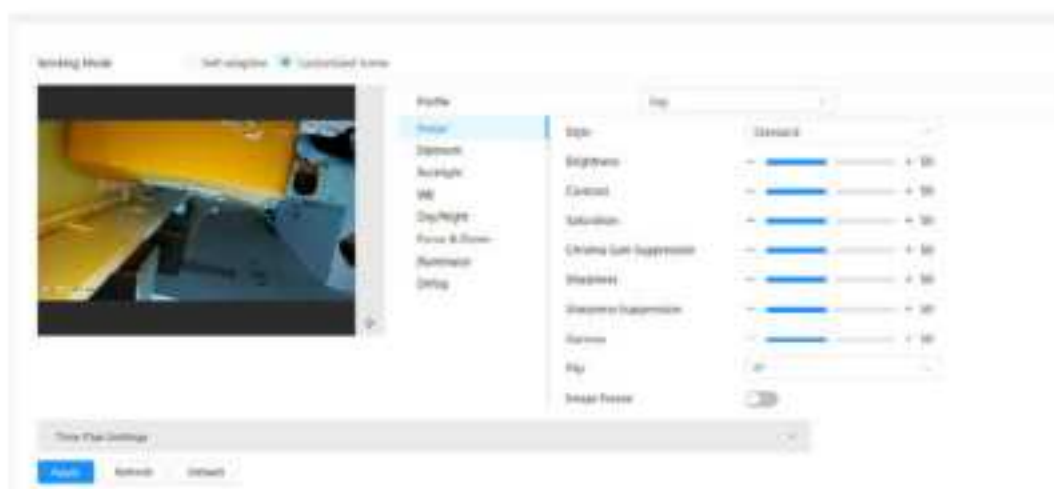 Working Mode Self-adaptive Customized Scene
Profile Day
Style Standard
Exposure
Brightness 50
Backlight
Contrast 50
WB
Saturation 50
Day/Night
Chroma CNT Suppression 50
Focus & Zoom
Illuminator
Sharpness 50
Defog
Sharpness Suppression 50
Gamma 50
Flip 0°
Image Freeze
Time Plan Settings
Apply Refresh Default